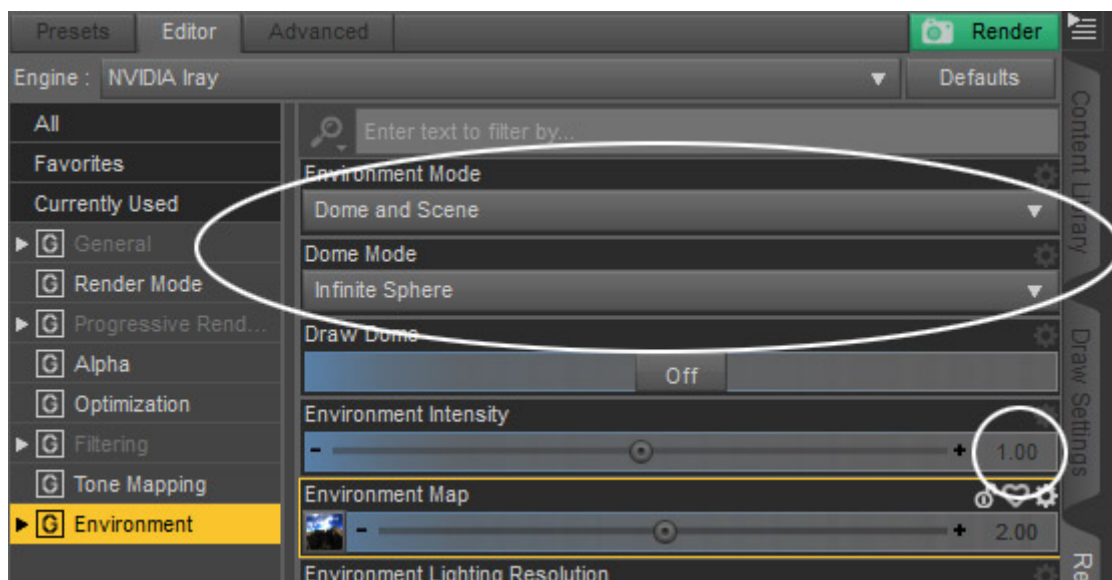 Presets Editor Advanced Render
Engine : NVIDIA Iray Defaults
All
Favorites
Currently Used
G General
G Render Mode
G Progressive Rend...
G Alpha
G Optimization
G Filtering
G Tone Mapping
G Environment
Enter text to filter by...
Environment Mode
Dome and Scene
Dome Mode
Infinite Sphere
Draw Dome
Off
Environment Intensity
- + 1.00
Environment Map
- + 2.00
Environment Lighting Resolution
Content Library
Draw Settings
Re